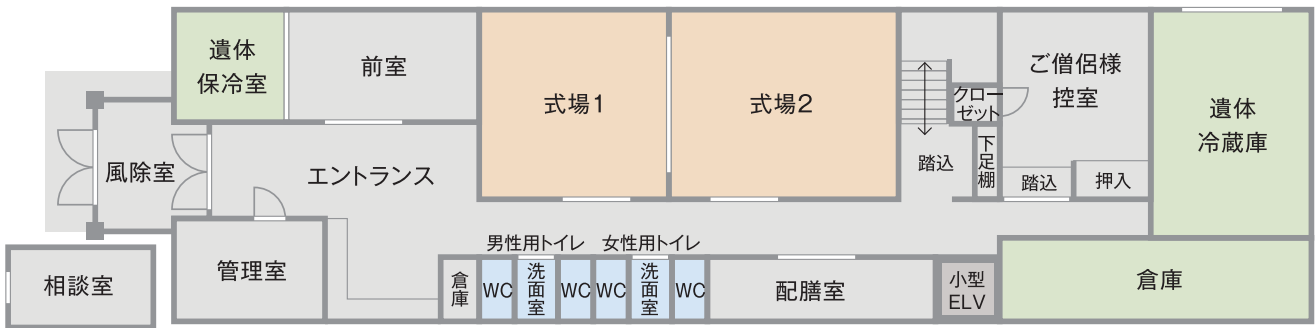 遺体
保冷室
前室
式場1
式場2
クロー
ゼット
ご僧侶様
控室
遺体
冷蔵庫
風除室
エントランス
踏込
下足棚
踏込
押入
管理室
男性用トイレ
女性用トイレ
相談室
倉庫
WC
洗面室
WC
WC
洗面室
WC
配膳室
小型
ELV
倉庫